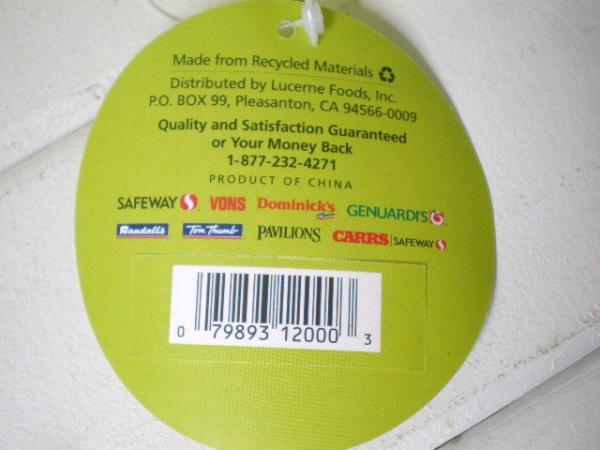 Made from Recycled Materials
Distributed by Lucerne Foods, Inc.
P.O. BOX 99, Pleasanton, CA 94566-0009
Quality and Satisfaction Guaranteed
or Your Money Back
1-877-232-4271
PRODUCT OF CHINA
SAFEWAY VONS Dominick's GENUARDI'S
Randalls Tom Thumb PAVILIONS CARRS SAFEWAY
0 79893 12000 3